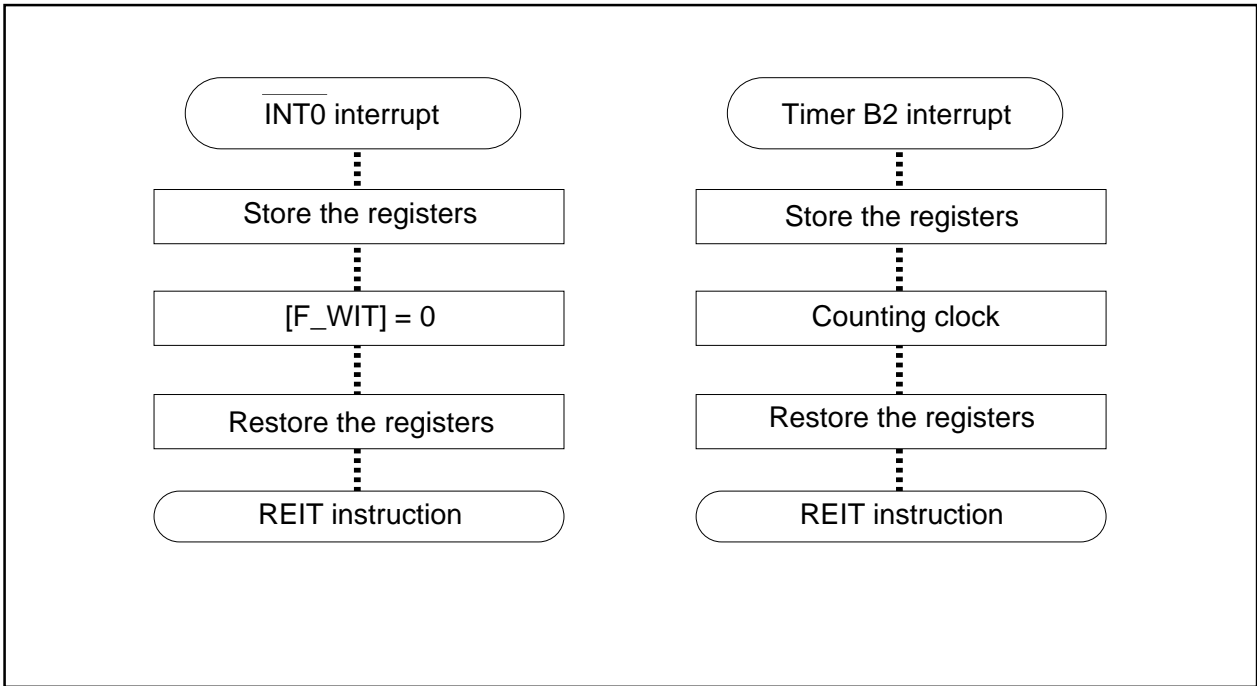 INT0 interrupt
Store the registers
[F_WIT] = 0
Restore the registers
REIT instruction
Timer B2 interrupt
Store the registers
Counting clock
Restore the registers
REIT instruction